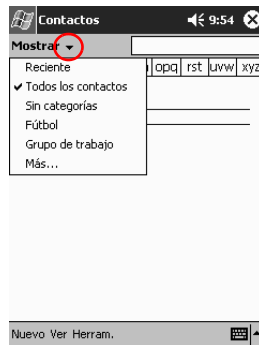 Contactos 9:54
Mostrar
Reciente opq rst uvw xyz
Todos los contactos
Sin categorías
Fútbol
Grupo de trabajo
Más...
Nuevo Ver Herram.